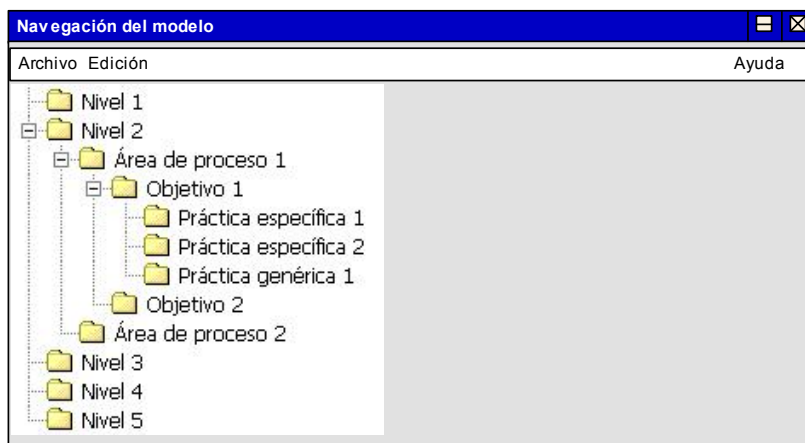 Navegación del modelo
Archivo Edición Ayuda
Nivel 1
Nivel 2
Área de proceso 1
Objetivo 1
Práctica específica 1
Práctica específica 2
Práctica genérica 1
Objetivo 2
Área de proceso 2
Nivel 3
Nivel 4
Nivel 5